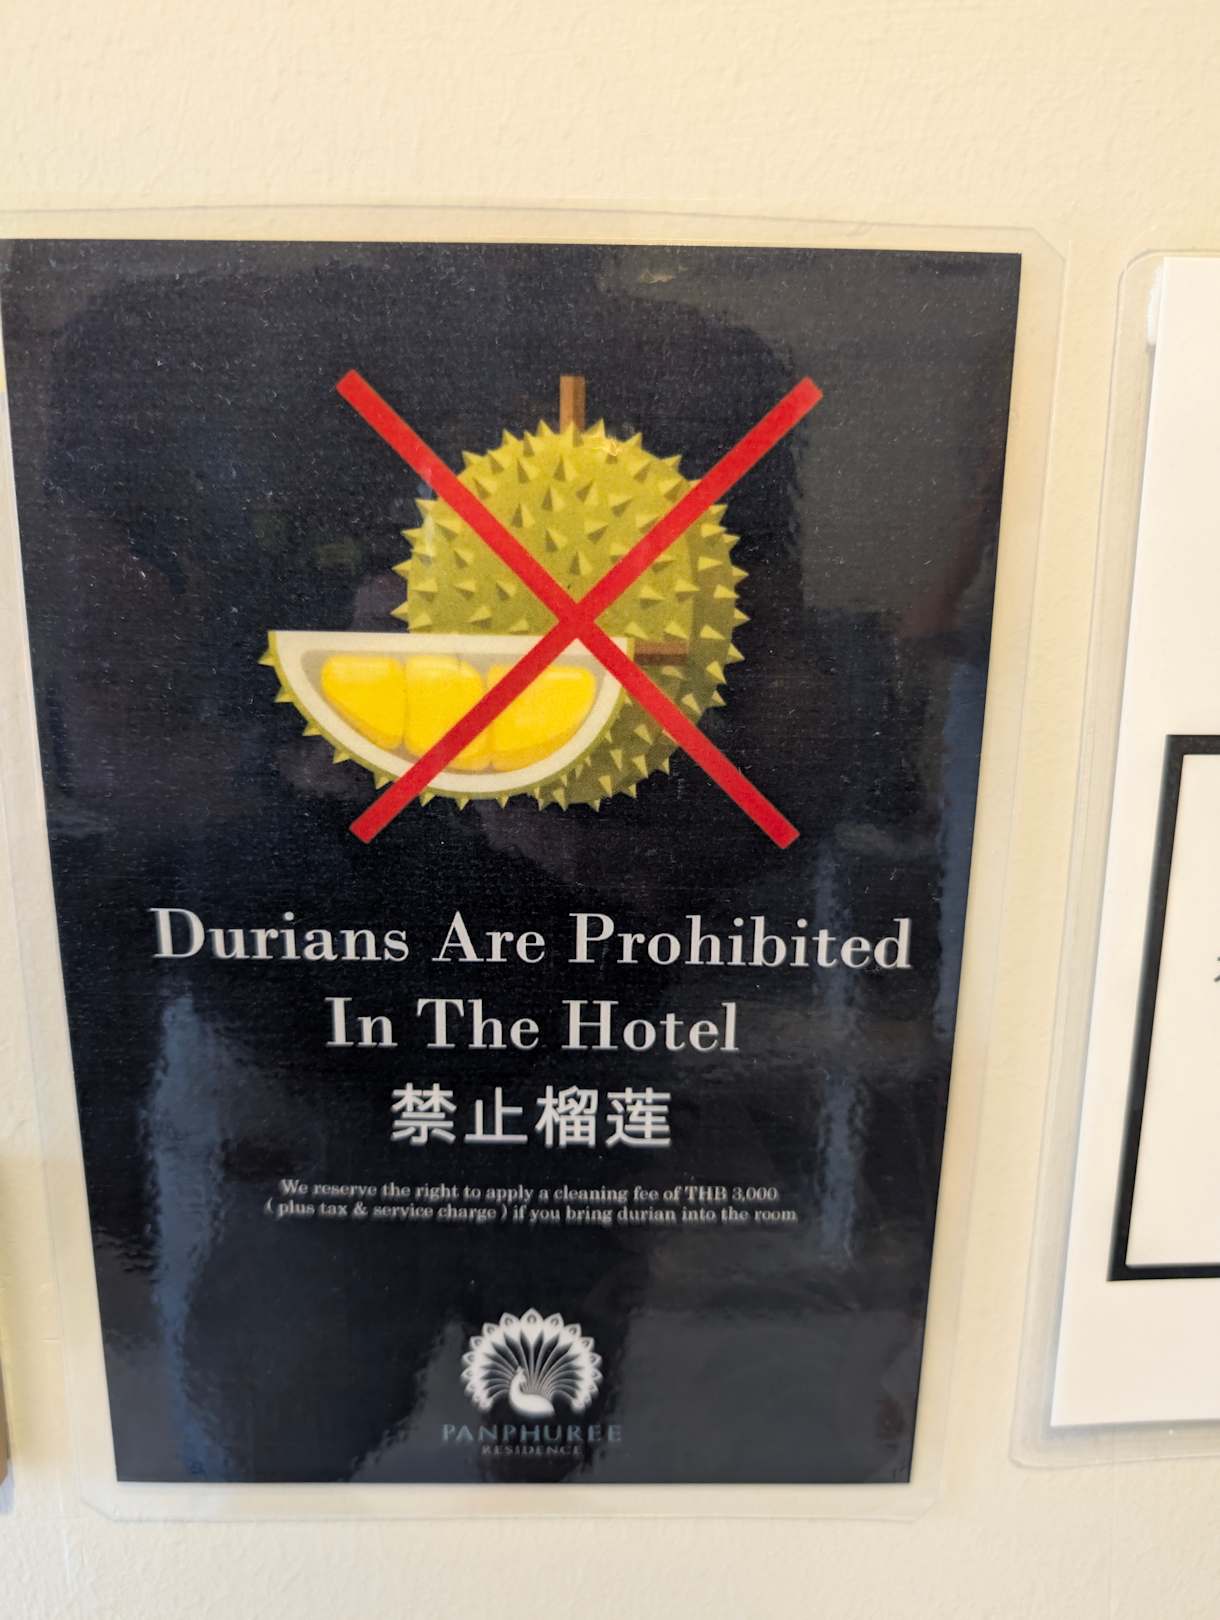 Durians Are Prohibited
In The Hotel
禁止榴莲
We reserve the right to apply a cleaning fee of THB 3,000
( plus tax & service charge ) if you bring durian into the room
PANPHUREE
RESIDENCE